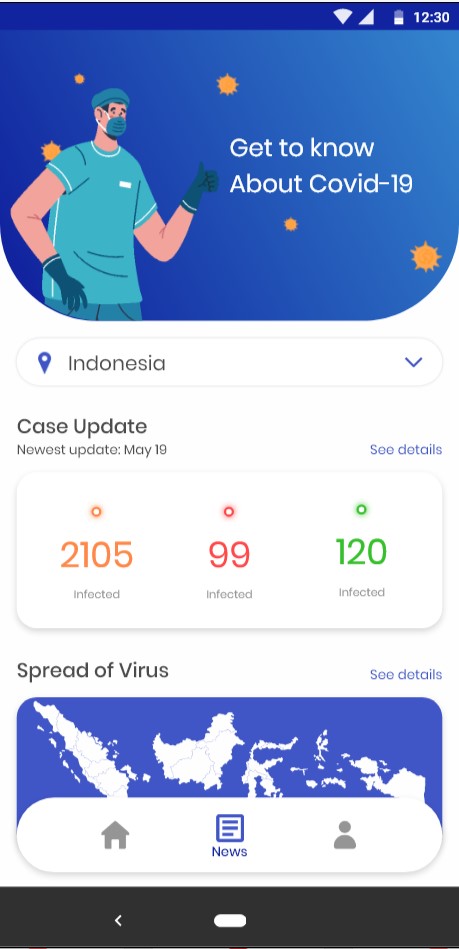 12:30
Get to know
About Covid-19
Indonesia
Case Update
Newest update: May 19
See details
2105
99
120
Infected
Infected
Infected
Spread of Virus
See details
News